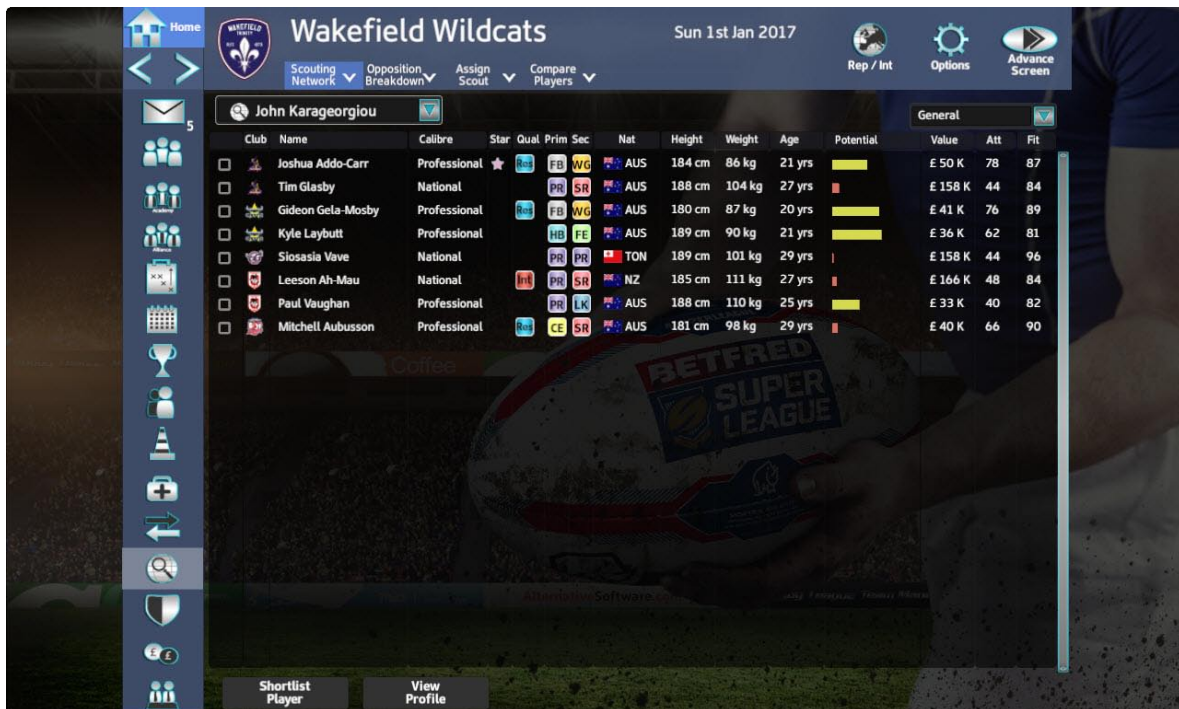 Home
WAKEFIELD
TRINITY
Wakefield Wildcats
Sun 1st Jan 2017
Rep / Int
Options
Advance
Screen
Scouting
Network
Opposition
Breakdown
Assign
Scout
Compare
Players
5
John Karageorgiou
General
Club Name Calibre Star Qual Prim Sec Nat Height Weight Age Potential Value Att Fit
Joshua Addo-Carr Professional Res FB WG AUS 184 cm 86 kg 21 yrs £ 50 K 78 87
Tim Glasby National PR SR AUS 188 cm 104 kg 27 yrs £ 158 K 44 84
Gideon Gela-Mosby Professional Res FB WG AUS 180 cm 87 kg 20 yrs £ 41 K 76 89
Kyle Laybutt Professional HB FE AUS 189 cm 90 kg 21 yrs £ 36 K 62 81
Siosasia Vave National PR PR TON 189 cm 101 kg 29 yrs £ 158 K 44 96
Leeson Ah-Mau National Int PR SR NZ 185 cm 111 kg 27 yrs £ 166 K 48 84
Paul Vaughan Professional PR LK AUS 188 cm 110 kg 25 yrs £ 33 K 40 82
Mitchell Aubusson Professional Res CE SR AUS 181 cm 98 kg 29 yrs £ 40 K 66 90
Academy
Alliance
Coffee
BETFRED
SUPER
LEAGUE
AlternativeSoftware.com
Shortlist
Player
View
Profile